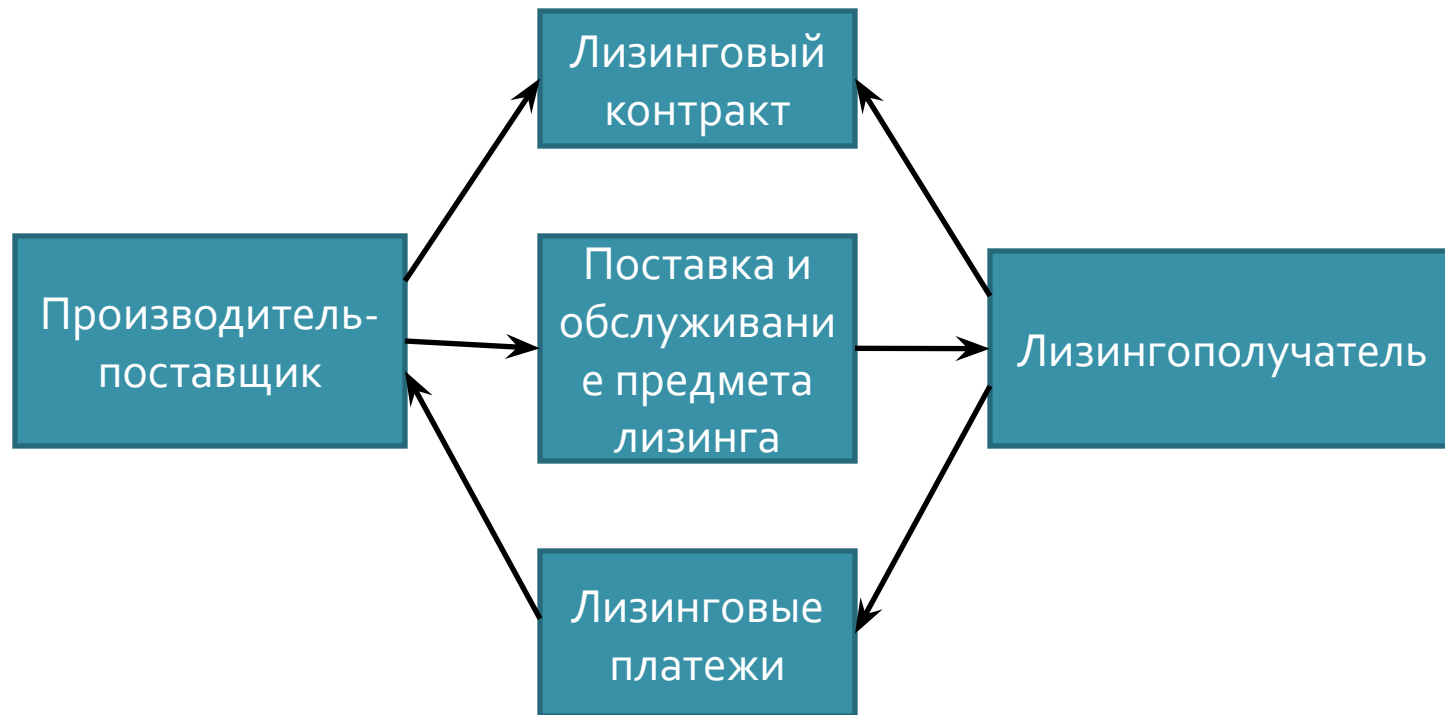 Лизинговый
контракт
Производитель-
поставщик
Поставка и
обслуживани
е предмета
лизинга
Лизингополучатель
Лизинговые
платежи